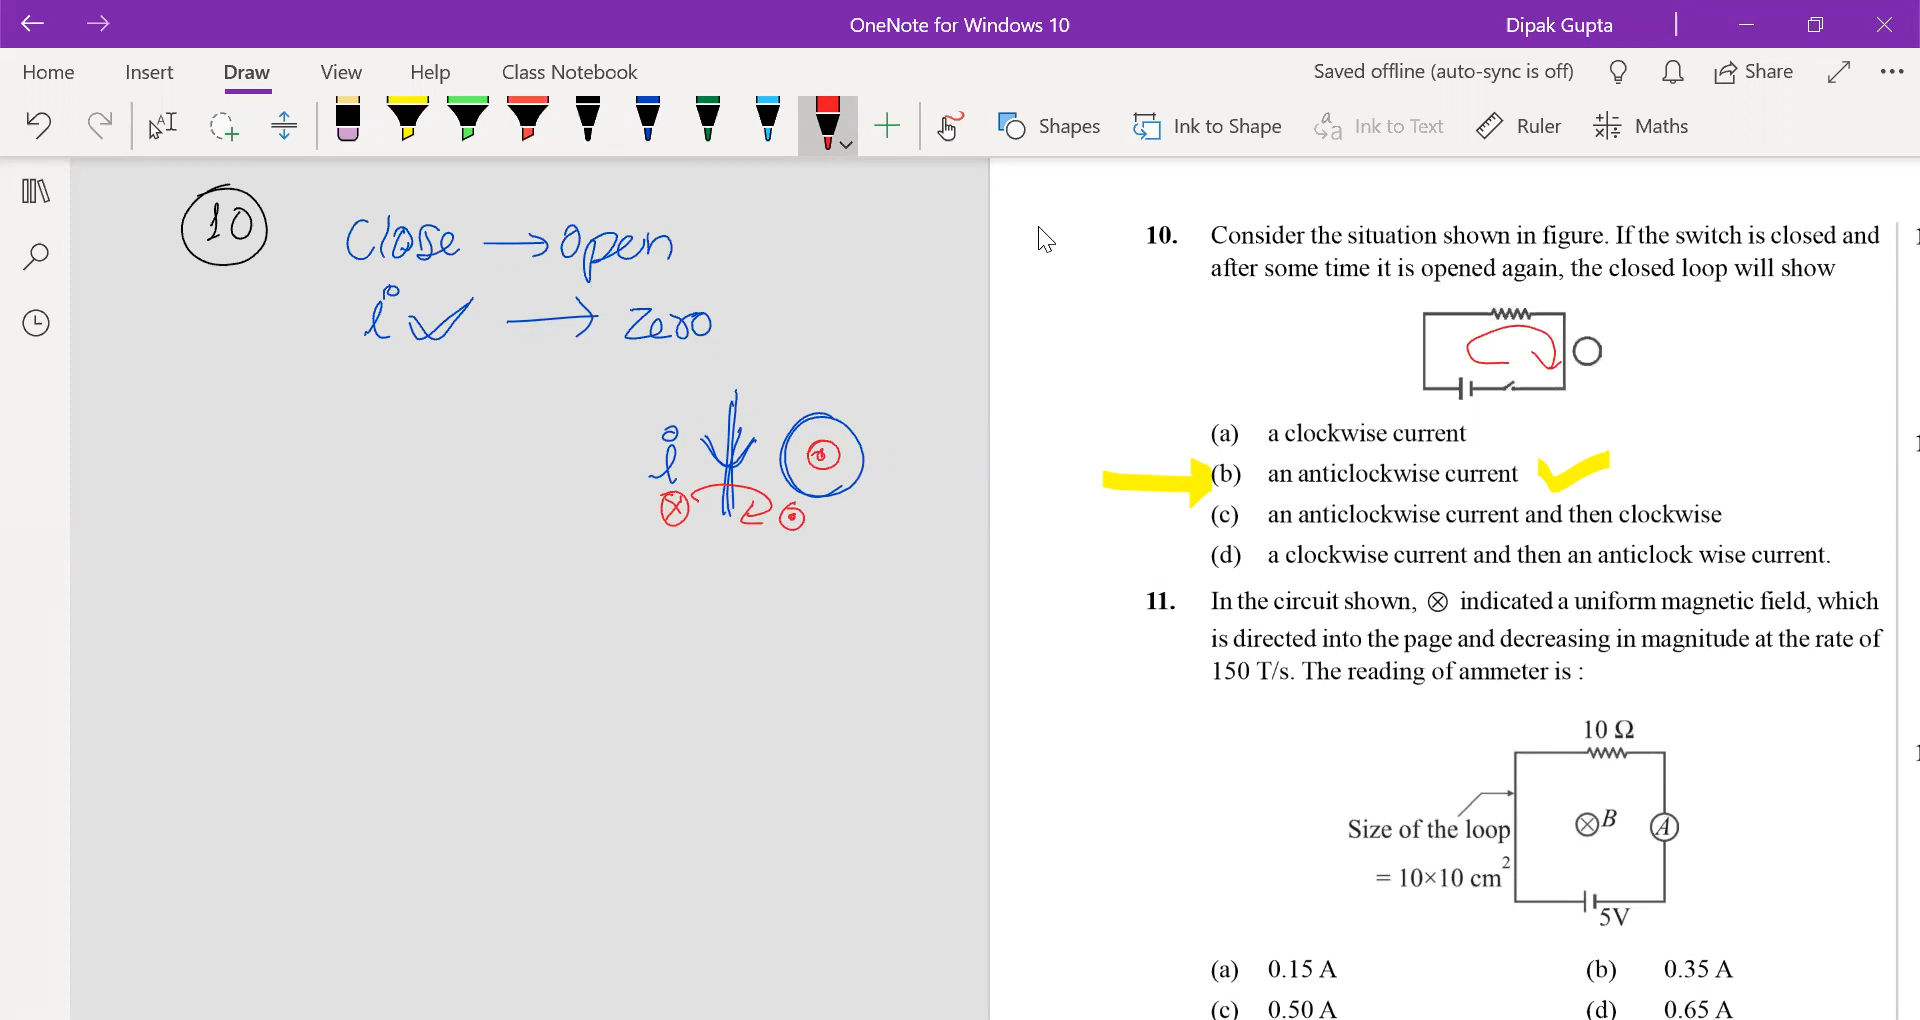 OneNote for Windows 10
Dipak Gupta
Home Insert Draw View Help Class Notebook
Saved offline (auto-sync is off) Share
Shapes Ink to Shape Ink to Text Ruler Maths
10
Close → open
i ✓ → Zero
i
10. Consider the situation shown in figure. If the switch is closed and
after some time it is opened again, the closed loop will show
(a) a clockwise current
(b) an anticlockwise current
(c) an anticlockwise current and then clockwise
(d) a clockwise current and then an anticlock wise current.
11. In the circuit shown, ⊗ indicated a uniform magnetic field, which
is directed into the page and decreasing in magnitude at the rate of
150 T/s. The reading of ammeter is :
10 Ω
⊗B
A
Size of the loop
= 10×10 cm²
5V
(a) 0.15 A (b) 0.35 A
(c) 0.50 A (d) 0.65 A